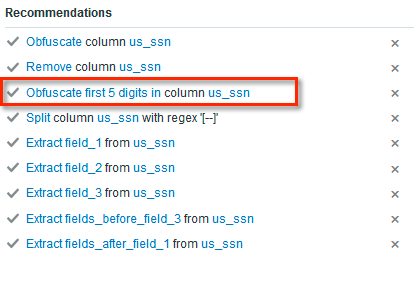 Recommendations
Obfuscate column us_ssn
Remove column us_ssn
Obfuscate first 5 digits in column us_ssn
Split column us_ssn with regex '[--]'
Extract field_1 from us_ssn
Extract field_2 from us_ssn
Extract field_3 from us_ssn
Extract fields_before_field_3 from us_ssn
Extract fields_after_field_1 from us_ssn